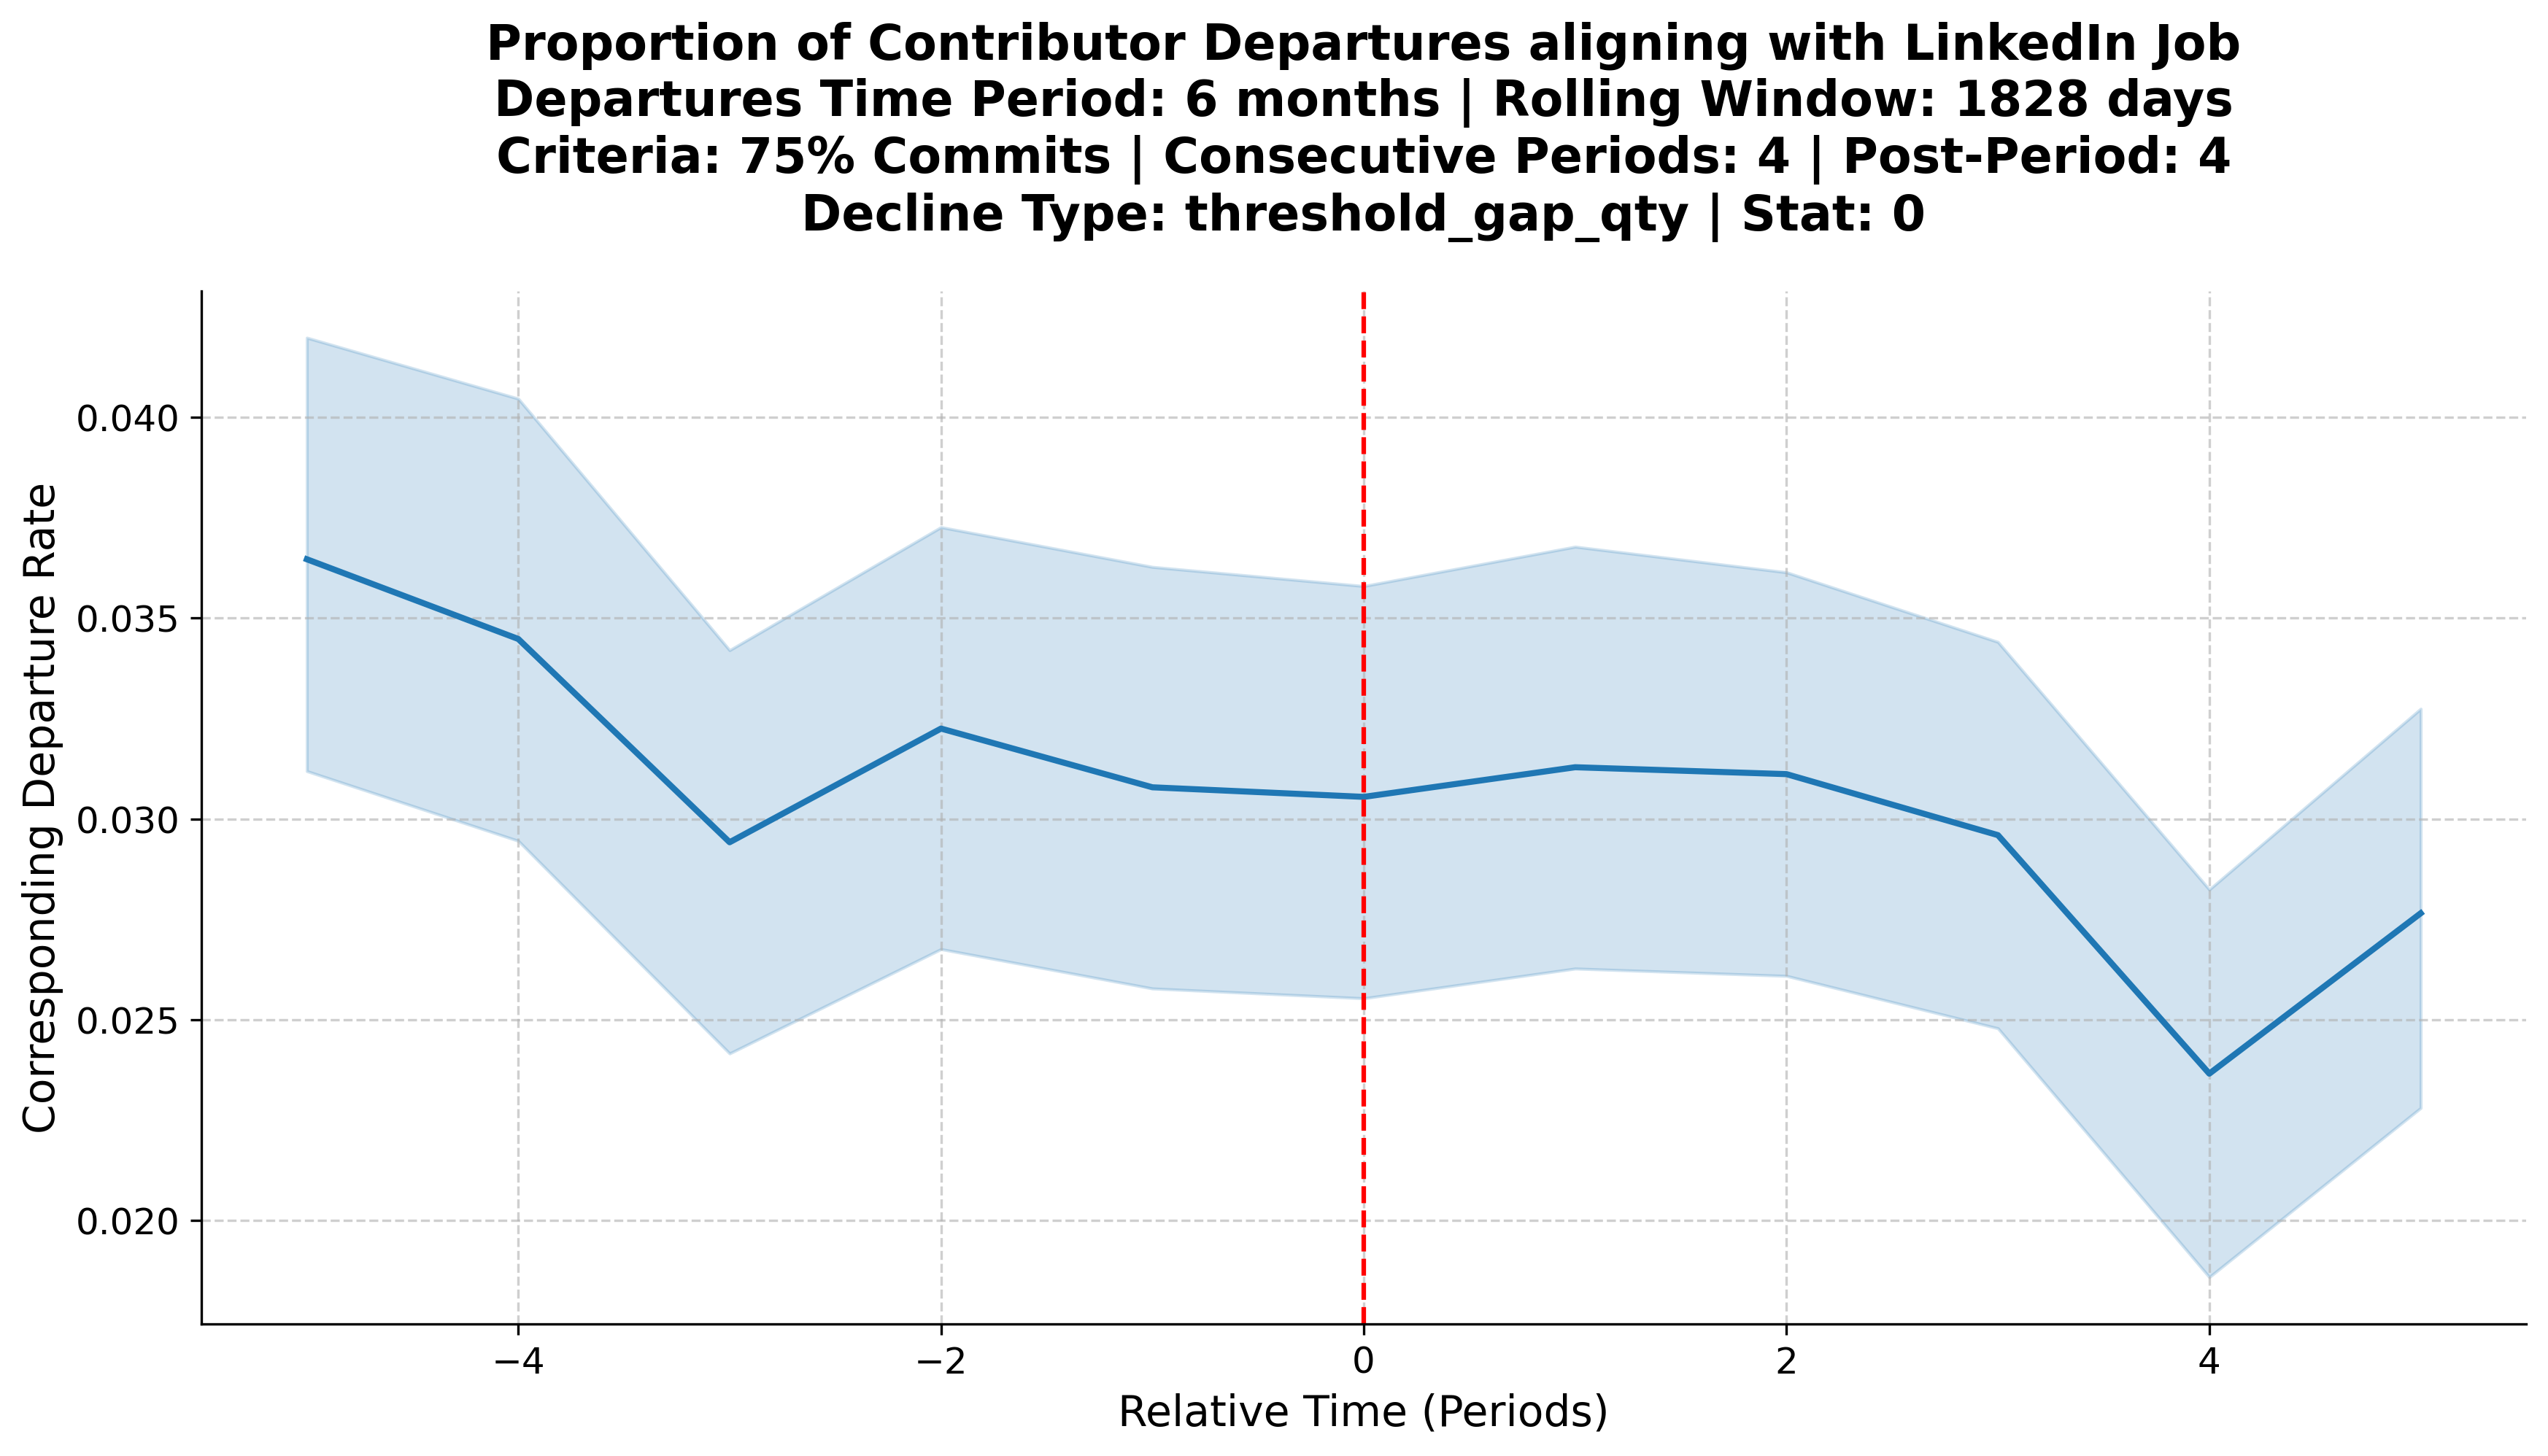 Proportion of Contributor Departures aligning with LinkedIn Job
Departures Time Period: 6 months | Rolling Window: 1828 days
Criteria: 75% Commits | Consecutive Periods: 4 | Post-Period: 4
Decline Type: threshold_gap_qty | Stat: 0
Corresponding Departure Rate
0.040
0.035
0.030
0.025
0.020
−4
−2
0
2
4
Relative Time (Periods)